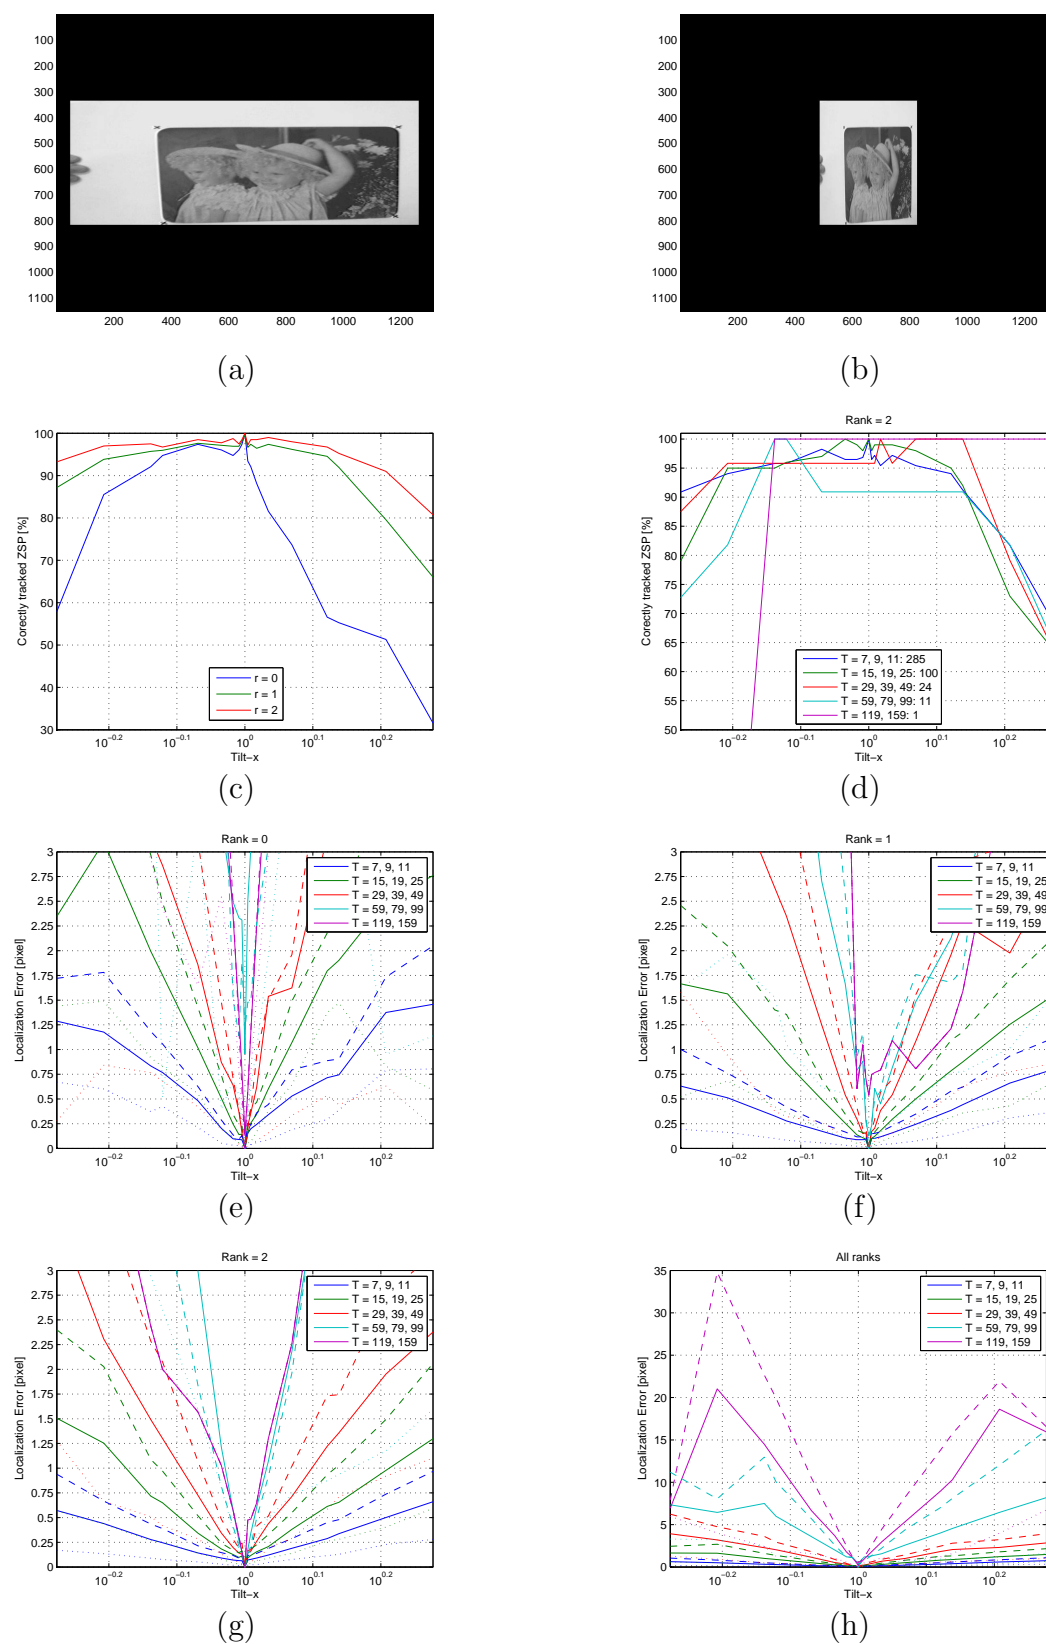 100
200
300
400
500
600
700
800
900
1000
1100
200 400 600 800 1000 1200
(a)
100
200
300
400
500
600
700
800
900
1000
1100
200 400 600 800 1000 1200
(b)
100
90
80
70
60
50
40
30
Corectly tracked ZSP [%]
r = 0
r = 1
r = 2
10^−0.2 10^−0.1 10^0 10^0.1 10^0.2
Tilt−x
(c)
Rank = 2
100
95
90
85
80
75
70
65
60
55
50
Corectly tracked ZSP [%]
T = 7, 9, 11: 285
T = 15, 19, 25: 100
T = 29, 39, 49: 24
T = 59, 79, 99: 11
T = 119, 159: 1
10^−0.2 10^−0.1 10^0 10^0.1 10^0.2
Tilt−x
(d)
Rank = 0
3
2.75
2.5
2.25
2
1.75
1.5
1.25
1
0.75
0.5
0.25
0
Localization Error [pixel]
T = 7, 9, 11
T = 15, 19, 25
T = 29, 39, 49
T = 59, 79, 99
T = 119, 159
10^−0.2 10^−0.1 10^0 10^0.1 10^0.2
Tilt−x
(e)
Rank = 1
3
2.75
2.5
2.25
2
1.75
1.5
1.25
1
0.75
0.5
0.25
0
Localization Error [pixel]
T = 7, 9, 11
T = 15, 19, 25
T = 29, 39, 49
T = 59, 79, 99
T = 119, 159
10^−0.2 10^−0.1 10^0 10^0.1 10^0.2
Tilt−x
(f)
Rank = 2
3
2.75
2.5
2.25
2
1.75
1.5
1.25
1
0.75
0.5
0.25
0
Localization Error [pixel]
T = 7, 9, 11
T = 15, 19, 25
T = 29, 39, 49
T = 59, 79, 99
T = 119, 159
10^−0.2 10^−0.1 10^0 10^0.1 10^0.2
Tilt−x
(g)
All ranks
35
30
25
20
15
10
5
0
Localization Error [pixel]
T = 7, 9, 11
T = 15, 19, 25
T = 29, 39, 49
T = 59, 79, 99
T = 119, 159
10^−0.2 10^−0.1 10^0 10^0.1 10^0.2
Tilt−x
(h)